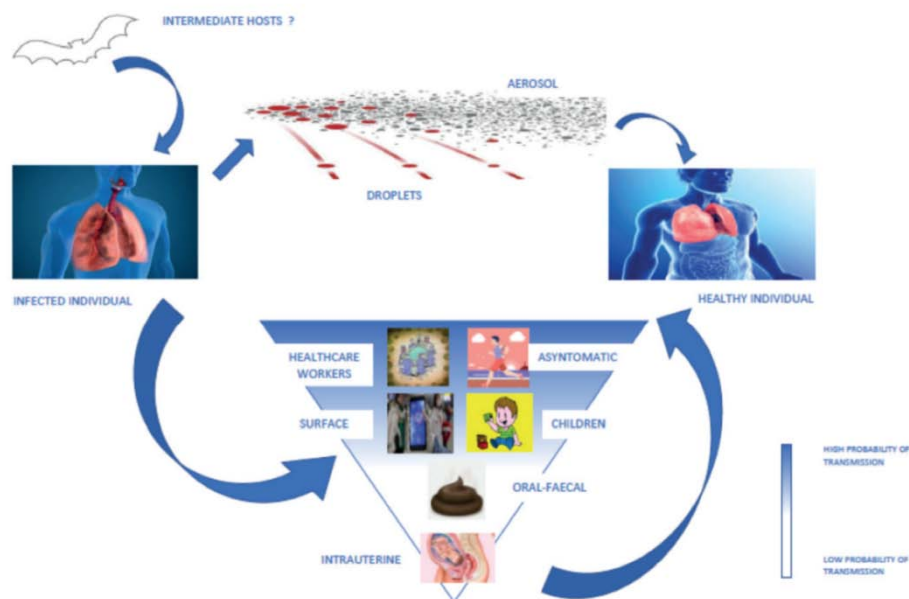 INTERMEDIATE HOSTS ?
AEROSOL
DROPLETS
INFECTED INDIVIDUAL
HEALTHY INDIVIDUAL
HEALTHCARE
WORKERS
ASYNTOMATIC
SURFACE
CHILDREN
ORAL-FAECAL
INTRAUTERINE
HIGH PROBABILITY OF
TRANSMISSION
LOW PROBABILITY OF
TRANSMISSION